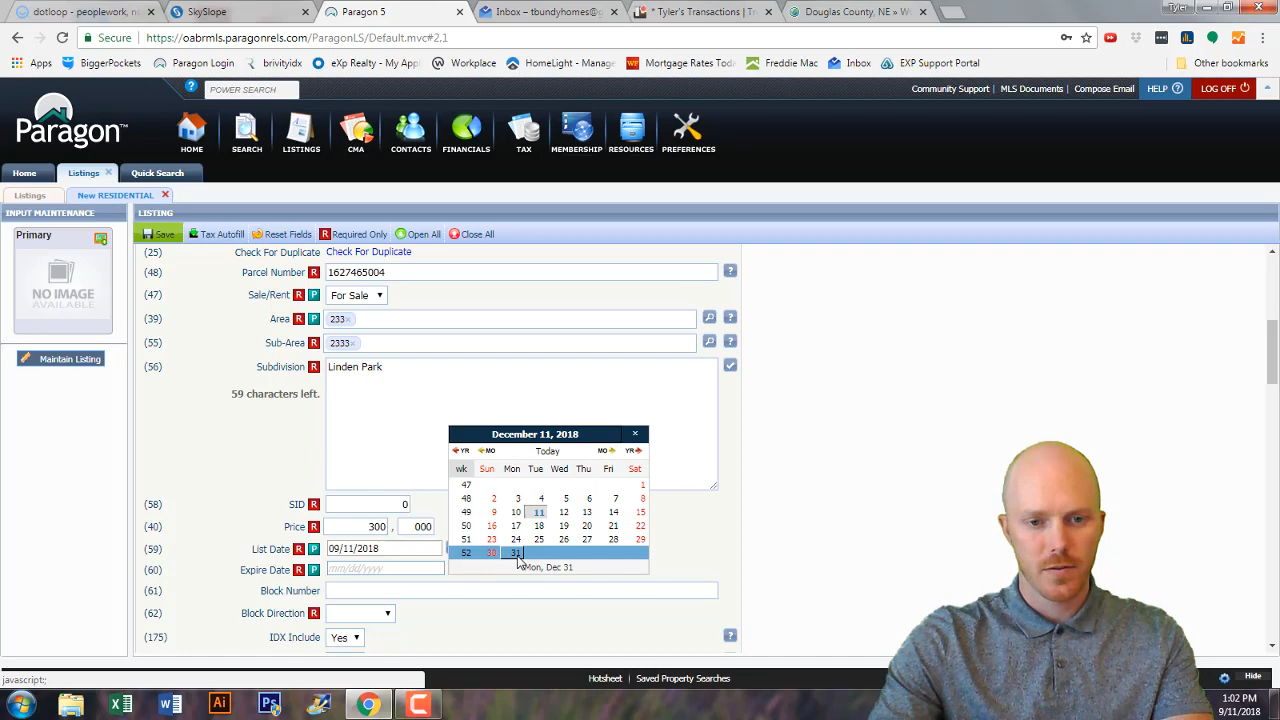 dotloop - peoplework, no
SkySlope
Paragon 5
Inbox – tbundyhomes@g
* Tyler's Transactions | Tr
Douglas County, NE » W
Tyler
Secure | https://oabrmls.paragonrels.com/ParagonLS/Default.mvc#2.1
Apps BiggerPockets Paragon Login brivityidx eXp Realty - My App Workplace HomeLight - Manage Mortgage Rates Toda Freddie Mac Inbox EXP Support Portal Other bookmarks
POWER SEARCH
Community Support | MLS Documents | Compose Email HELP LOG OFF
Paragon™
HOME SEARCH LISTINGS CMA CONTACTS FINANCIALS TAX MEMBERSHIP RESOURCES PREFERENCES
Home Listings Quick Search
Listings New RESIDENTIAL
INPUT MAINTENANCE
LISTING
Primary
Save Tax Autofill Reset Fields R Required Only Open All Close All
NO IMAGE
AVAILABLE
Maintain Listing
(25) Check For Duplicate Check For Duplicate
(48) Parcel Number R 1627465004 ?
(47) Sale/Rent R P For Sale
(39) Area R P 233× ?
(55) Sub-Area R 2333× ?
(56) Subdivision R Linden Park
59 characters left.
(58) SID R 0
(40) Price R 300 , 000
(59) List Date R P 09/11/2018
(60) Expire Date R P mm/dd/yyyy
(61) Block Number
(62) Block Direction R
(175) IDX Include Yes ?
December 11, 2018 ×
YR MO Today MO YR
wk Sun Mon Tue Wed Thu Fri Sat
47 1
48 2 3 4 5 6 7 8
49 9 10 11 12 13 14 15
50 16 17 18 19 20 21 22
51 23 24 25 26 27 28 29
52 30 31
Mon, Dec 31
javascript;
Hotsheet | Saved Property Searches
Hide
1:02 PM
9/11/2018